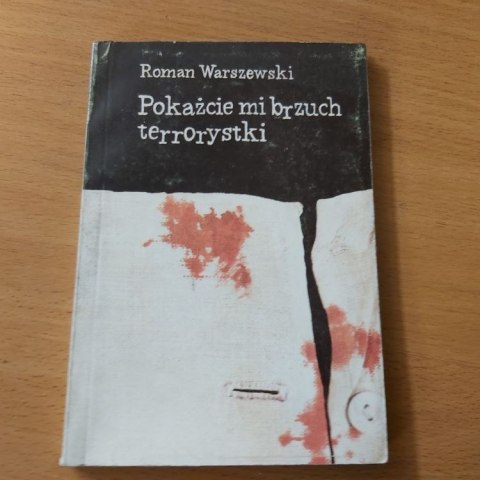 Roman Warszewski
Pokażcie mi brzuch
terrorystki